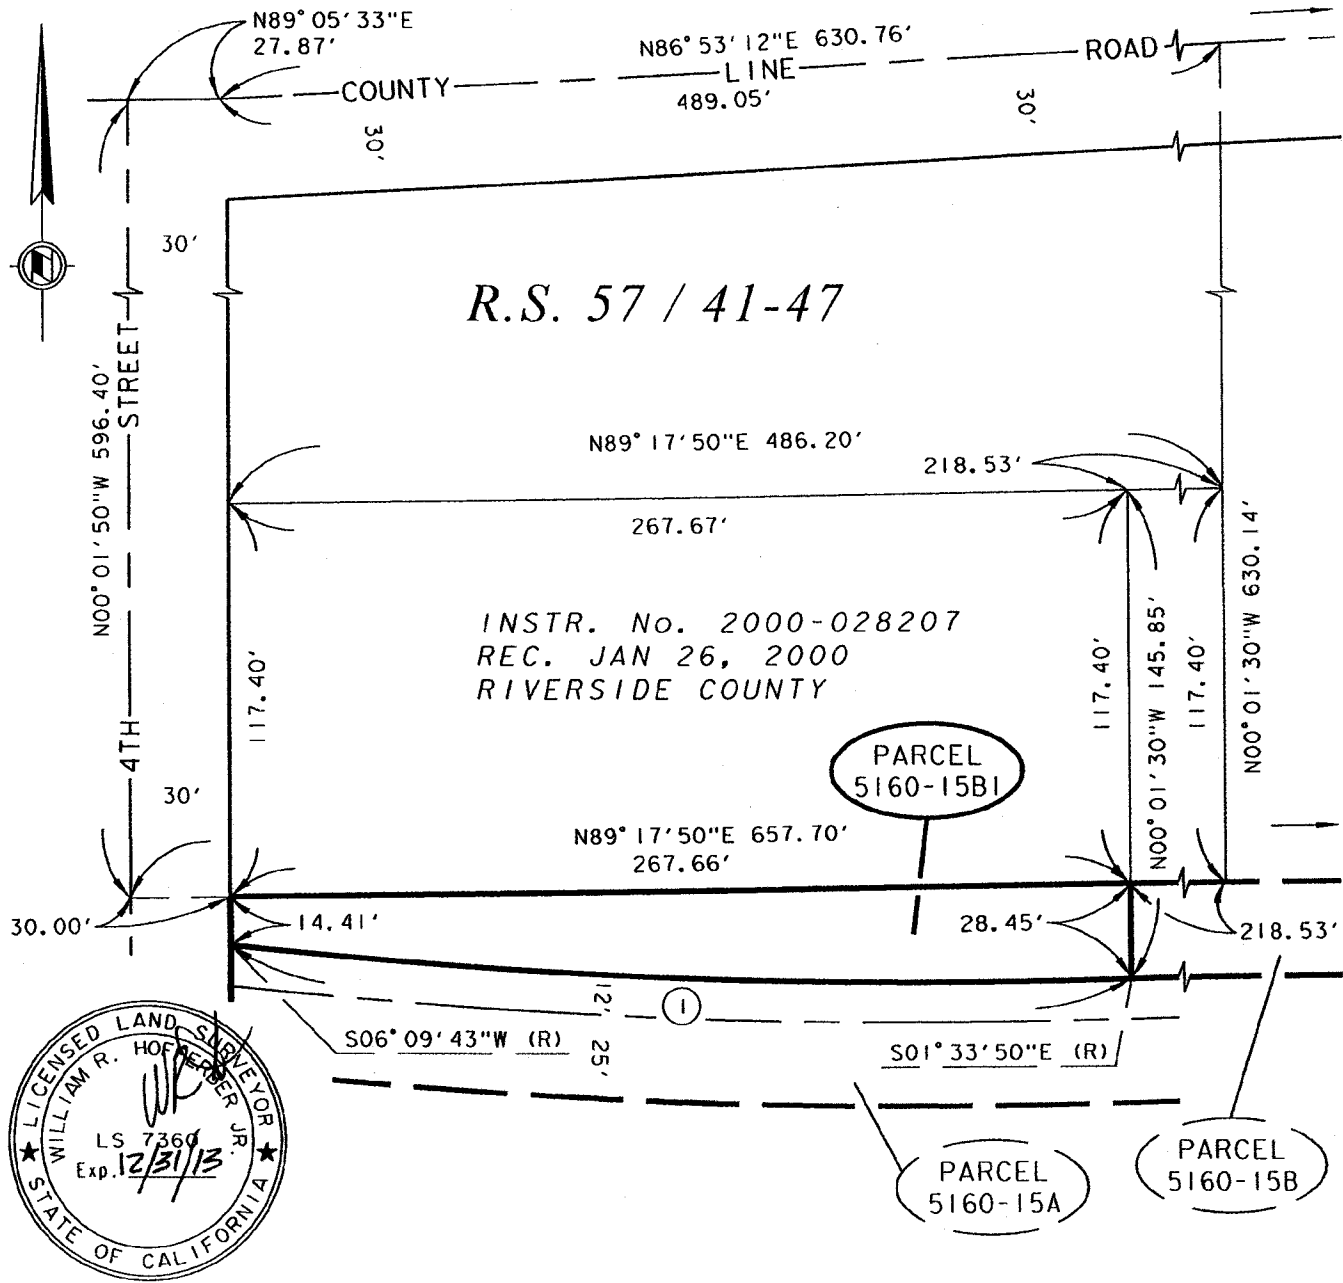 N89°05'33"E
27.87'
N86°53'12"E 630.76'
COUNTY LINE ROAD
489.05'
30'
30'
30'
R.S. 57 / 41-47
N00°01'50"W 596.40'
4TH STREET
N89°17'50"E 486.20'
218.53'
267.67'
INSTR. No. 2000-028207
REC. JAN 26, 2000
RIVERSIDE COUNTY
117.40'
117.40'
N00°01'30"W 145.85'
117.40'
N00°01'30"W 630.14'
PARCEL
5160-15B1
30'
N89°17'50"E 657.70'
267.66'
30.00'
14.41'
28.45'
218.53'
12'
1
S06°09'43"W (R)
25'
S01°33'50"E (R)
PARCEL
5160-15A
PARCEL
5160-15B
LICENSED LAND SURVEYOR
WILLIAM R. JR.
LS 7360
Exp. 12/31/13
STATE OF CALIFORNIA